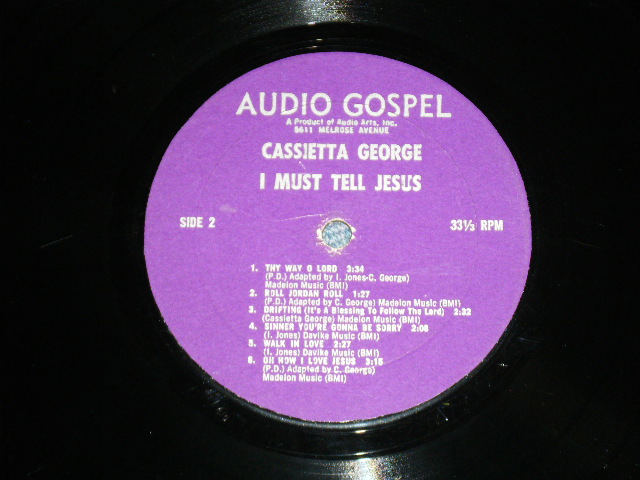 AUDIO GOSPEL
A Product of Audio Arts, Inc.
5611 MELROSE AVENUE
CASSIETTA GEORGE
I MUST TELL JESUS
SIDE 2
33⅓ RPM
1. THY WAY O LORD 3:34
(P.D.) Adapted by I. Jones-C. George)
Madelon Music (BMI)
2. ROLL JORDAN ROLL 1:27
(P.D.) Adapted by C. George) Madelon Music (BMI)
3. DRIFTING (It's A Blessing To Follow The Lord) 2:32
(Cassietta George) Madelon Music (BMI)
4. SINNER YOU'RE GONNA BE SORRY 2:06
(I. Jones) Davike Music (BMI)
5. WALK IN LOVE 2:27
(I. Jones) Davike Music (BMI)
6. OH HOW I LOVE JESUS 3:15
(P.D.) Adapted by C. George)
Madelon Music (BMI)